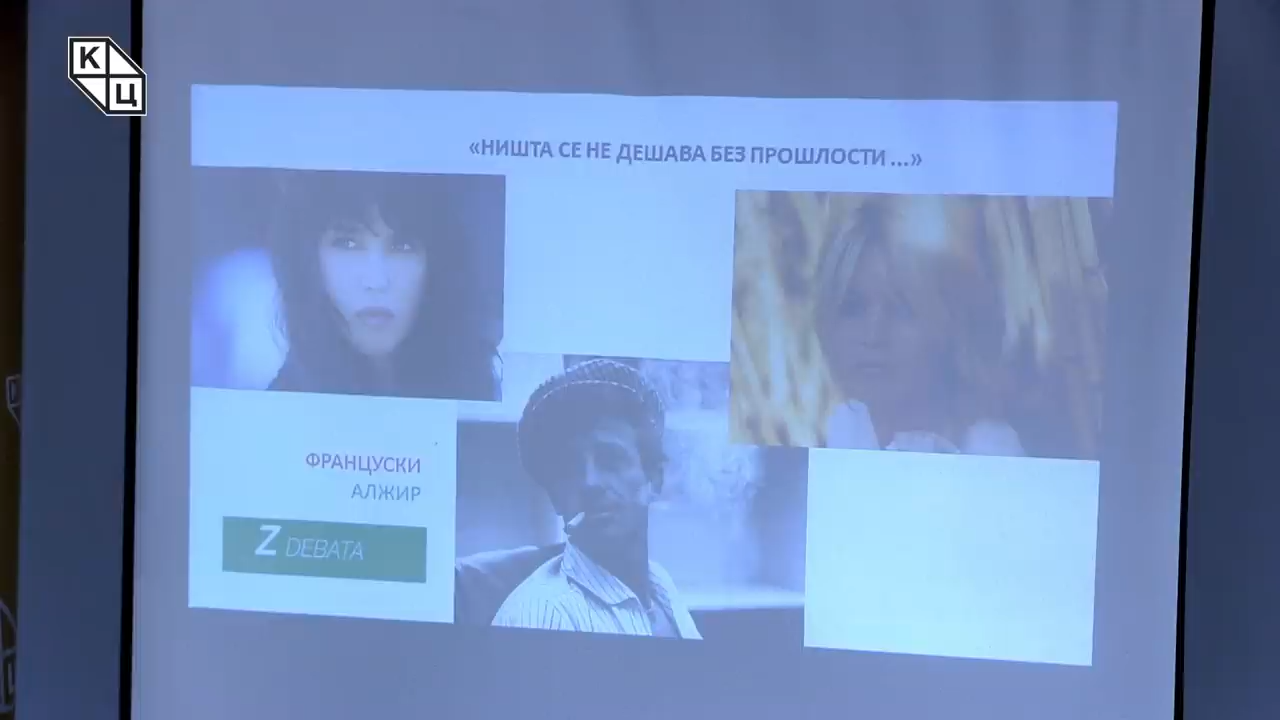 К
Ц
«НИШТА СЕ НЕ ДЕШАВА БЕЗ ПРОШЛОСТИ ...»
ФРАНЦУСКИ
АЛЖИР
Z DEBATA